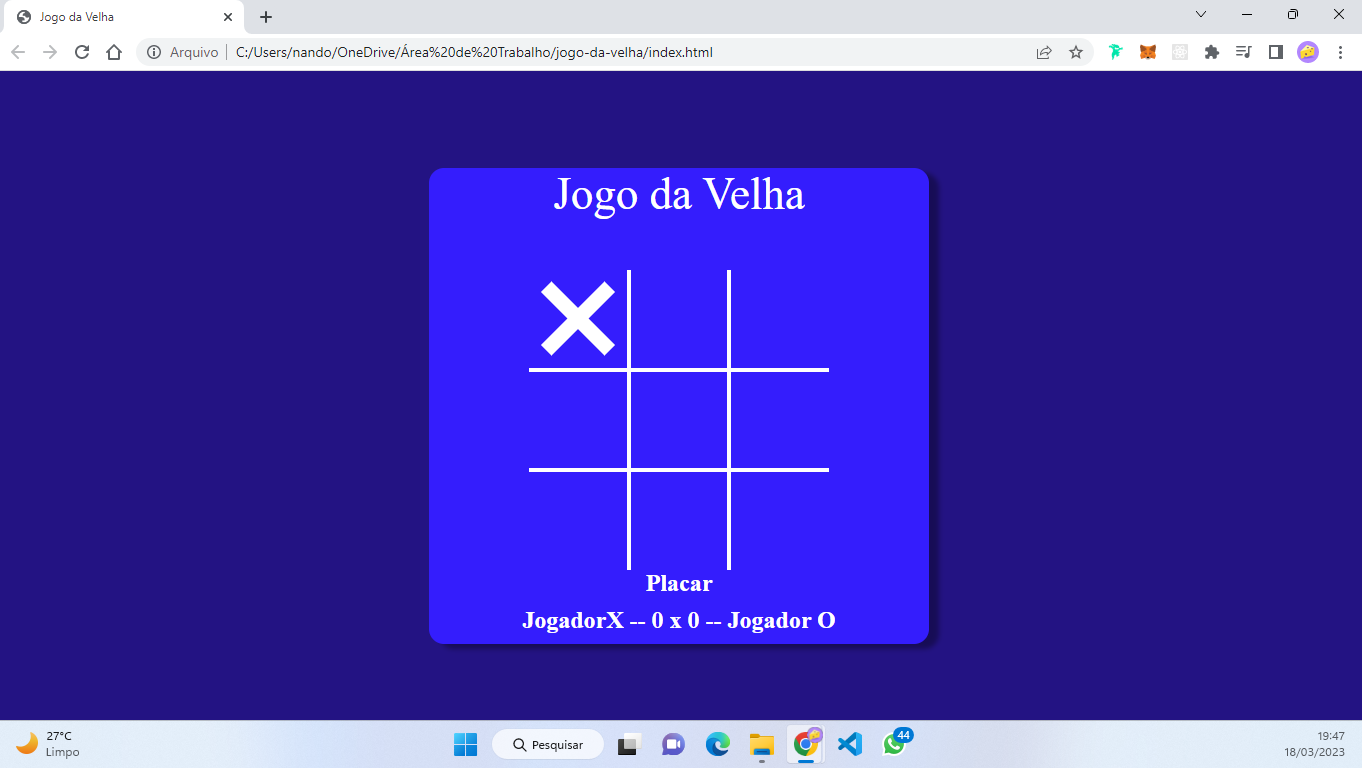 Jogo da Velha
Arquivo | C:/Users/nando/OneDrive/Área%20de%20Trabalho/jogo-da-velha/index.html
Jogo da Velha
Placar
JogadorX -- 0 x 0 -- Jogador O
27°C
Limpo
Pesquisar
44
19:47
18/03/2023